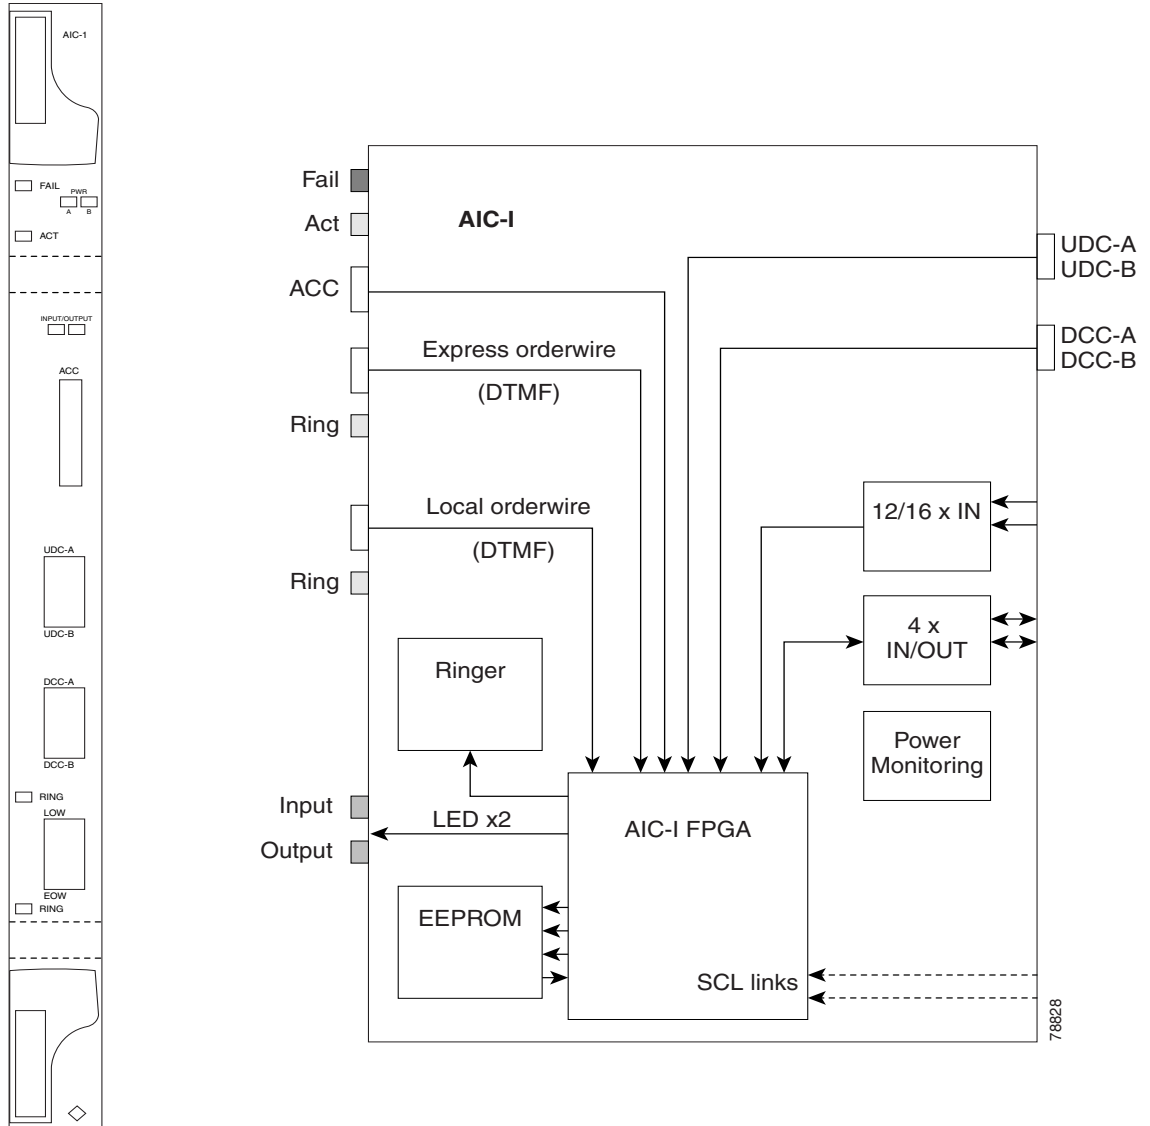 AIC-1
FAIL
PWR
A B
ACT
INPUT/OUTPUT
ACC
UDC-A
UDC-B
DCC-A
DCC-B
RING
LOW
EOW
RING
Fail
Act
AIC-I
ACC
Express orderwire
(DTMF)
Ring
Local orderwire
(DTMF)
Ring
UDC-A
UDC-B
DCC-A
DCC-B
12/16 x IN
4 x
IN/OUT
Ringer
Power
Monitoring
Input
LED x2
Output
AIC-I FPGA
EEPROM
SCL links
78828